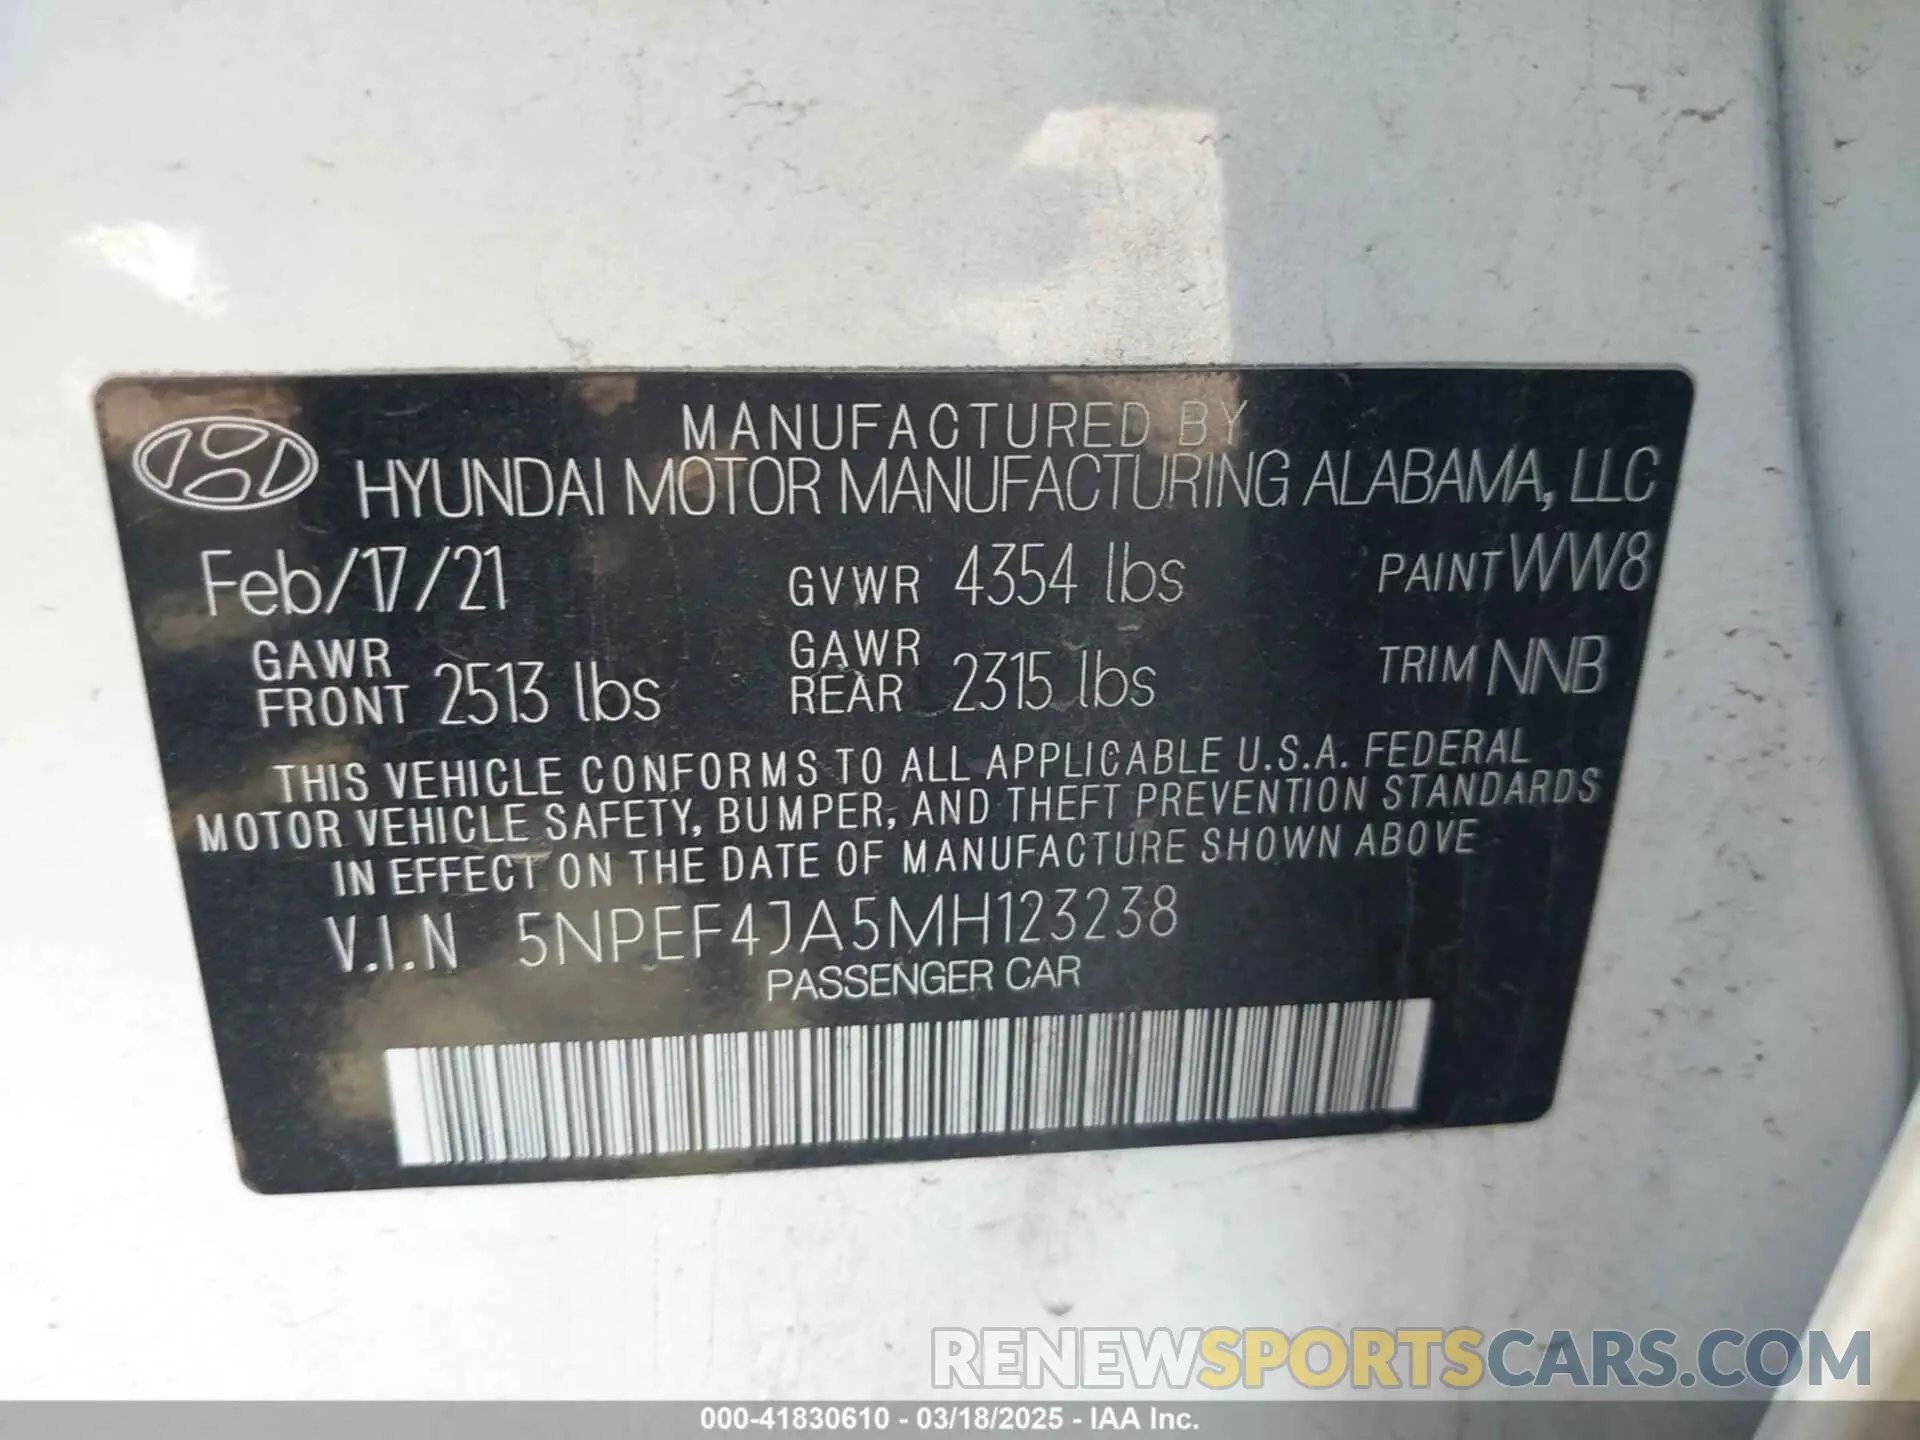 MANUFACTURED BY
HYUNDAI MOTOR MANUFACTURING ALABAMA, LLC
Feb/17/21 GVWR 4354 lbs PAINT WW8
GAWR FRONT 2513 lbs GAWR REAR 2315 lbs TRIM NNB
THIS VEHICLE CONFORMS TO ALL APPLICABLE U.S.A. FEDERAL
MOTOR VEHICLE SAFETY, BUMPER, AND THEFT PREVENTION STANDARDS
IN EFFECT ON THE DATE OF MANUFACTURE SHOWN ABOVE
V.I.N 5NPEF4JA5MH123238
PASSENGER CAR
RENEWSPORTSCARS.COM
000-41830610 - 03/18/2025 - IAA Inc.